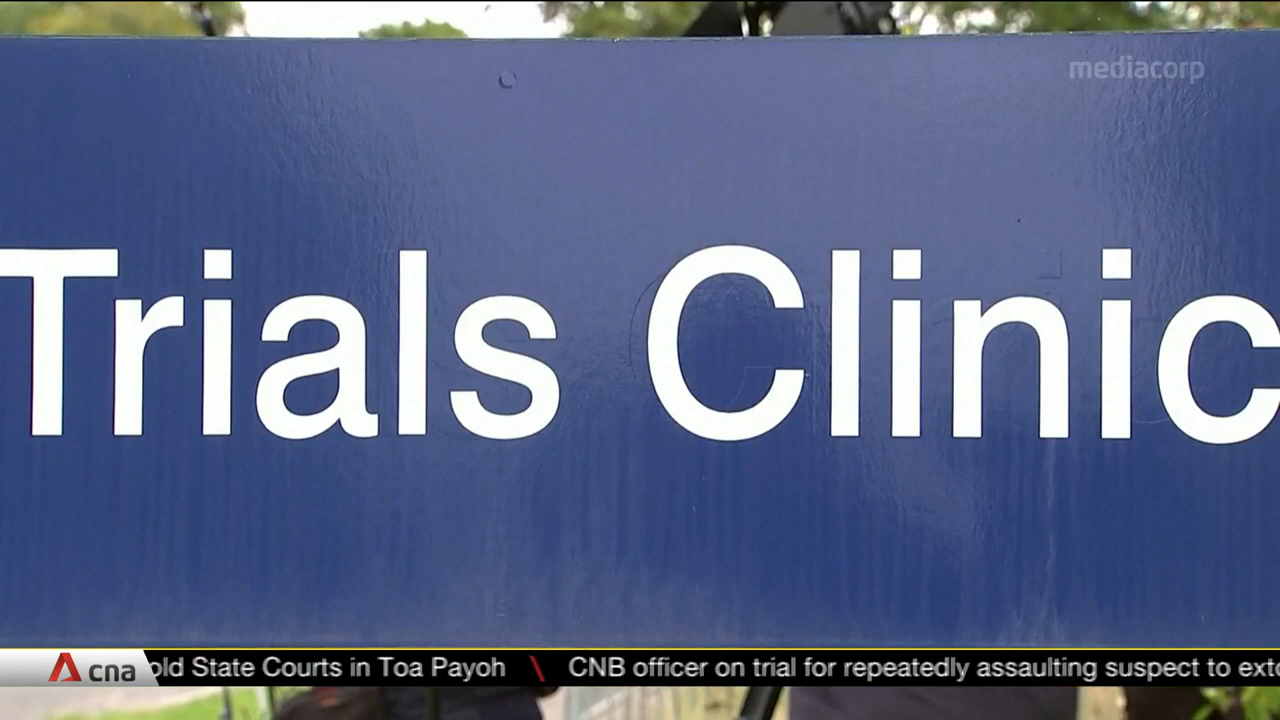 mediacorp
Trials Clinic
cna old State Courts in Toa Payoh \ CNB officer on trial for repeatedly assaulting suspect to